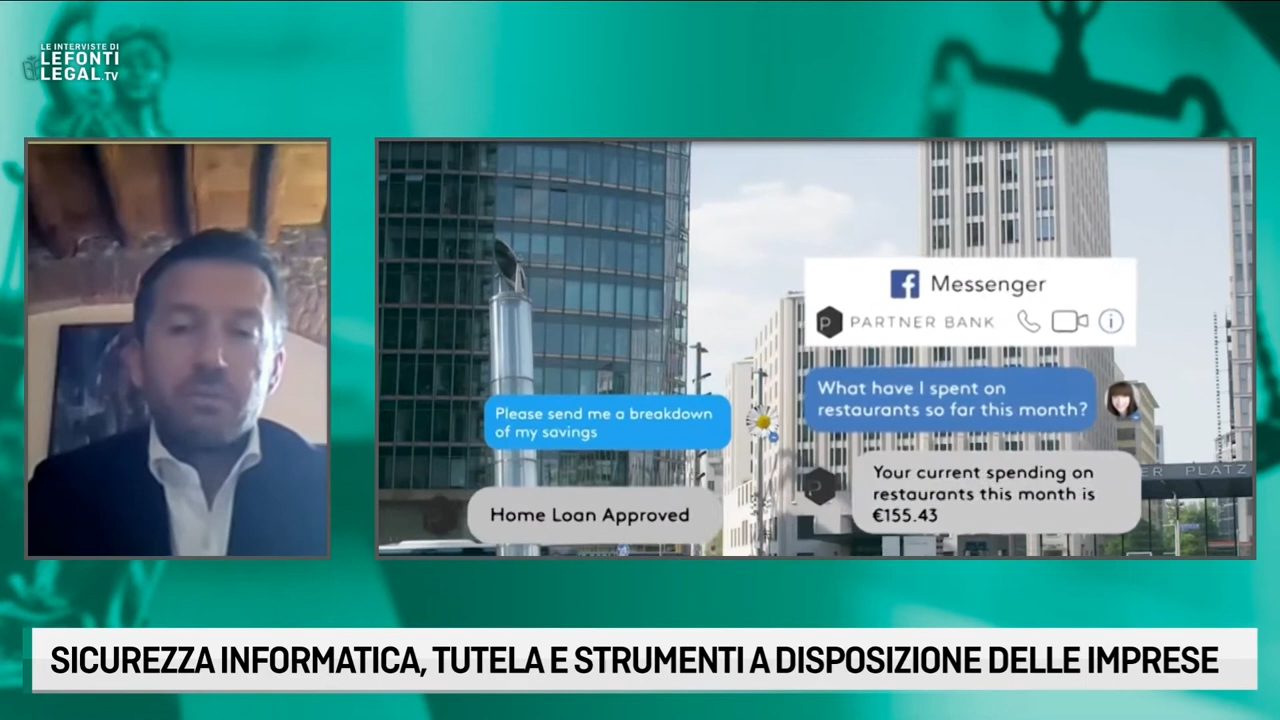 LE INTERVISTE DI
LEFONTI
LEGAL.TV
Messenger
PARTNER BANK
What have I spent on
restaurants so far this month?
Please send me a breakdown
of my savings
Your current spending on
restaurants this month is
€155.43
Home Loan Approved
ER PLATZ
SICUREZZA INFORMATICA, TUTELA E STRUMENTI A DISPOSIZIONE DELLE IMPRESE